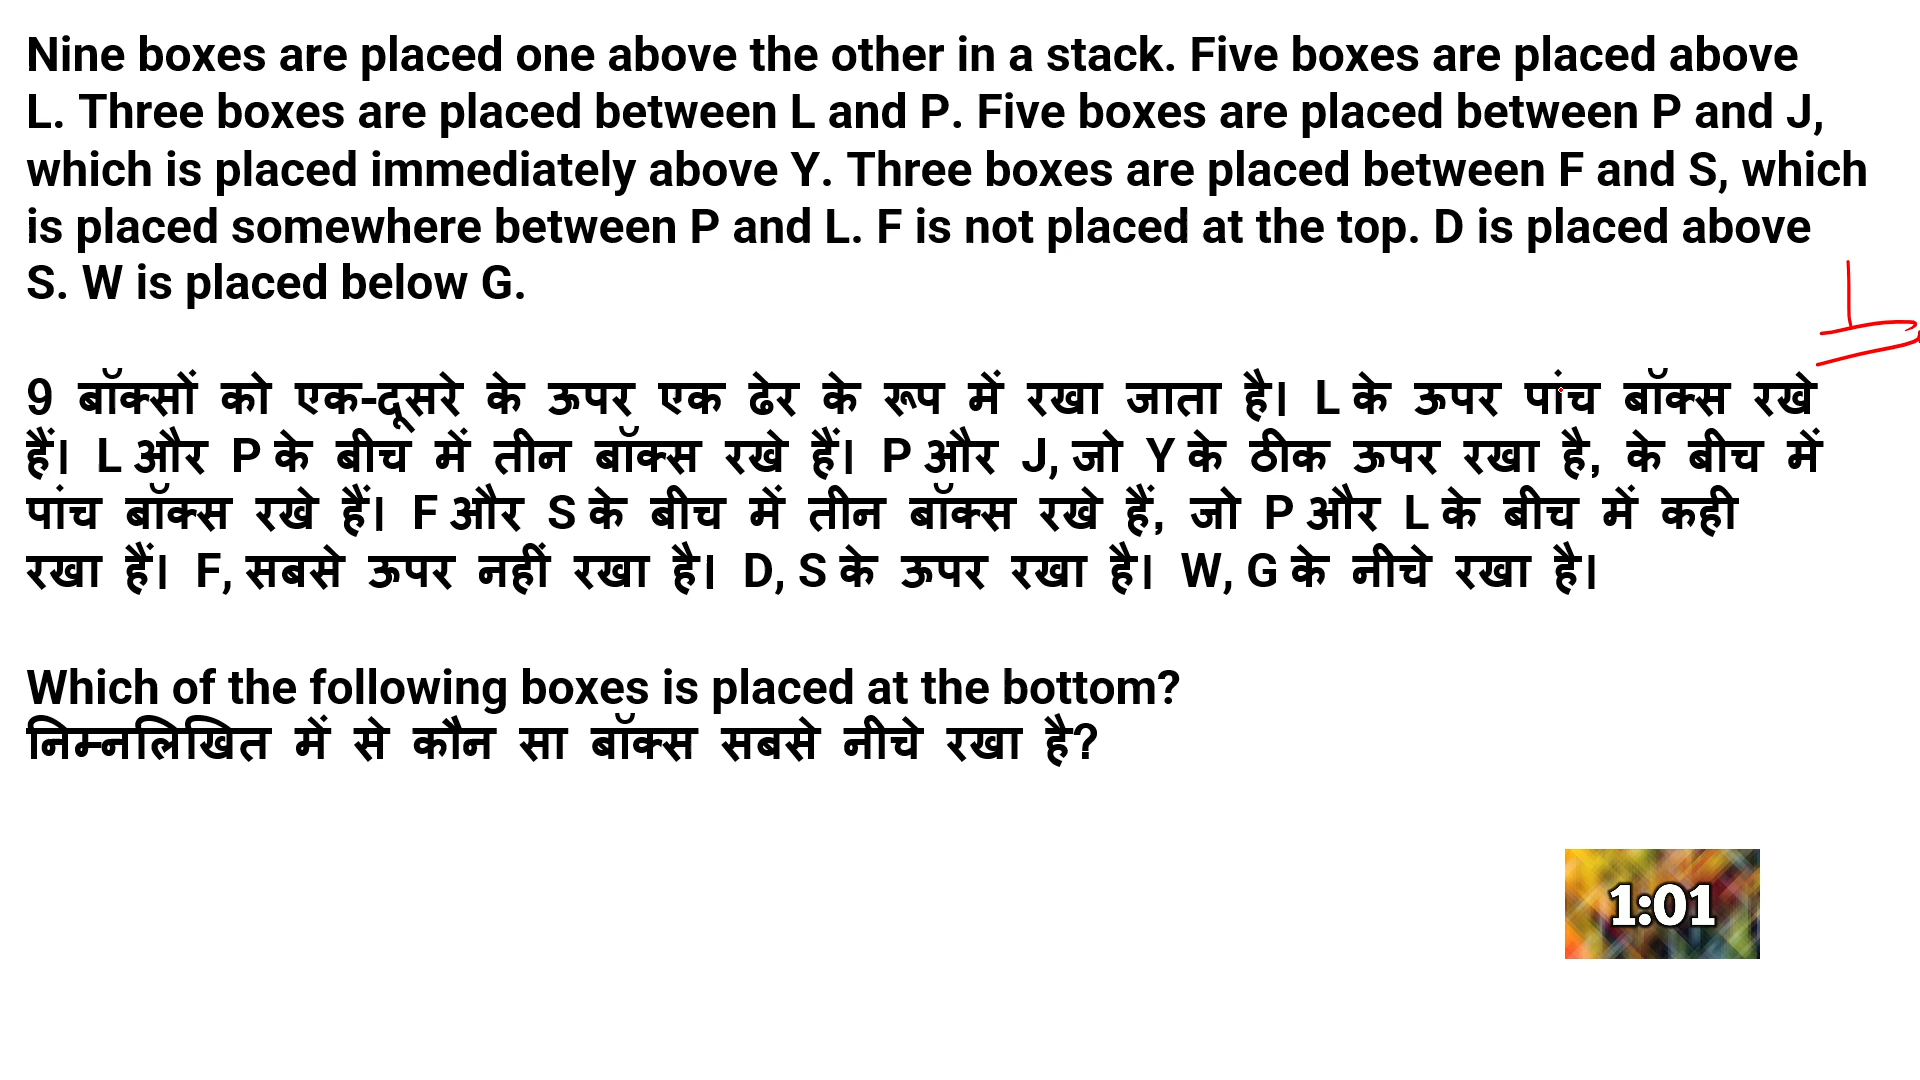 Nine boxes are placed one above the other in a stack. Five boxes are placed above
L. Three boxes are placed between L and P. Five boxes are placed between P and J,
which is placed immediately above Y. Three boxes are placed between F and S, which
is placed somewhere between P and L. F is not placed at the top. D is placed above
S. W is placed below G.
9 बॉक्सों को एक-दूसरे के ऊपर एक ढेर के रूप में रखा जाता है। L के ऊपर पांच बॉक्स रखे
हैं। L और P के बीच में तीन बॉक्स रखे हैं। P और J, जो Y के ठीक ऊपर रखा है, के बीच में
पांच बॉक्स रखे हैं। F और S के बीच में तीन बॉक्स रखे हैं, जो P और L के बीच में कही
रखा हैं। F, सबसे ऊपर नहीं रखा है। D, S के ऊपर रखा है। W, G के नीचे रखा है।
Which of the following boxes is placed at the bottom?
निम्नलिखित में से कौन सा बॉक्स सबसे नीचे रखा है?
1:01